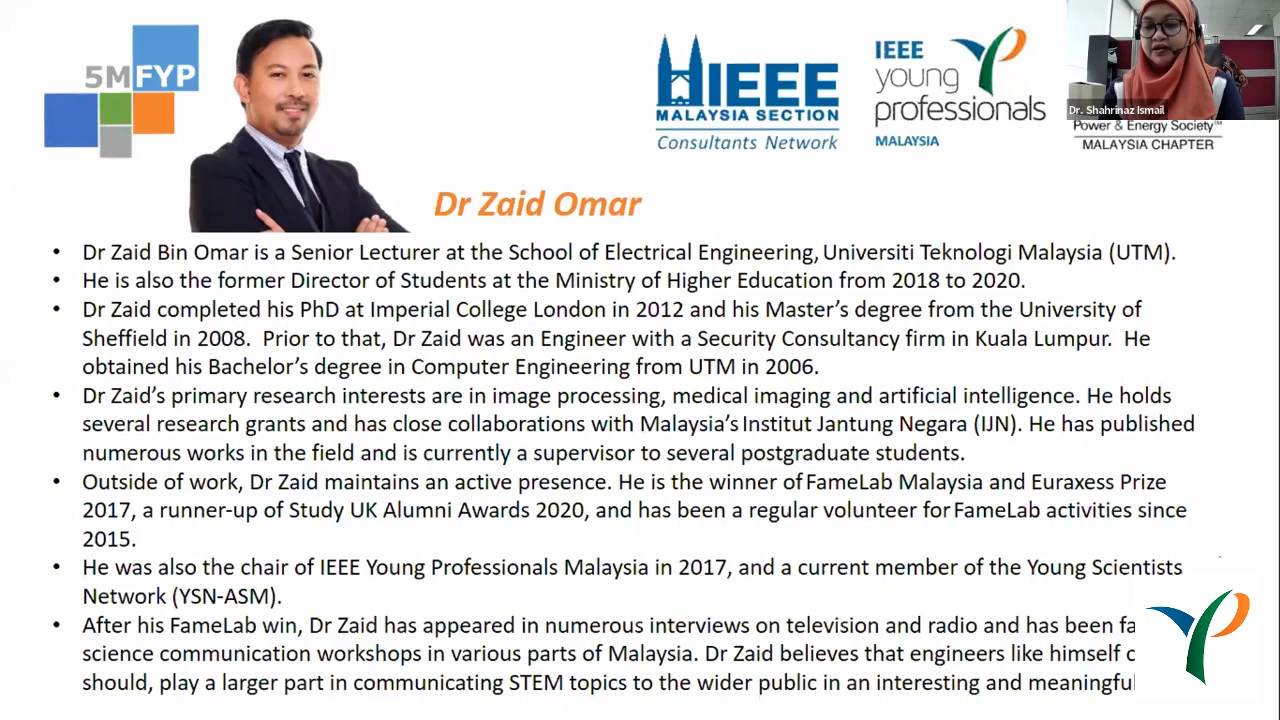 5MFYP
IEEE
MALAYSIA SECTION
Consultants Network
IEEE
young
professionals
MALAYSIA
Dr. Shahrinaz Ismail
Power & Energy Society™
MALAYSIA CHAPTER
Dr Zaid Omar
• Dr Zaid Bin Omar is a Senior Lecturer at the School of Electrical Engineering, Universiti Teknologi Malaysia (UTM).
• He is also the former Director of Students at the Ministry of Higher Education from 2018 to 2020.
• Dr Zaid completed his PhD at Imperial College London in 2012 and his Master's degree from the University of
Sheffield in 2008. Prior to that, Dr Zaid was an Engineer with a Security Consultancy firm in Kuala Lumpur. He
obtained his Bachelor's degree in Computer Engineering from UTM in 2006.
• Dr Zaid's primary research interests are in image processing, medical imaging and artificial intelligence. He holds
several research grants and has close collaborations with Malaysia's Institut Jantung Negara (IJN). He has published
numerous works in the field and is currently a supervisor to several postgraduate students.
• Outside of work, Dr Zaid maintains an active presence. He is the winner of FameLab Malaysia and Euraxess Prize
2017, a runner-up of Study UK Alumni Awards 2020, and has been a regular volunteer for FameLab activities since
2015.
• He was also the chair of IEEE Young Professionals Malaysia in 2017, and a current member of the Young Scientists
Network (YSN-ASM).
• After his FameLab win, Dr Zaid has appeared in numerous interviews on television and radio and has been fa
science communication workshops in various parts of Malaysia. Dr Zaid believes that engineers like himself c
should, play a larger part in communicating STEM topics to the wider public in an interesting and meaningful